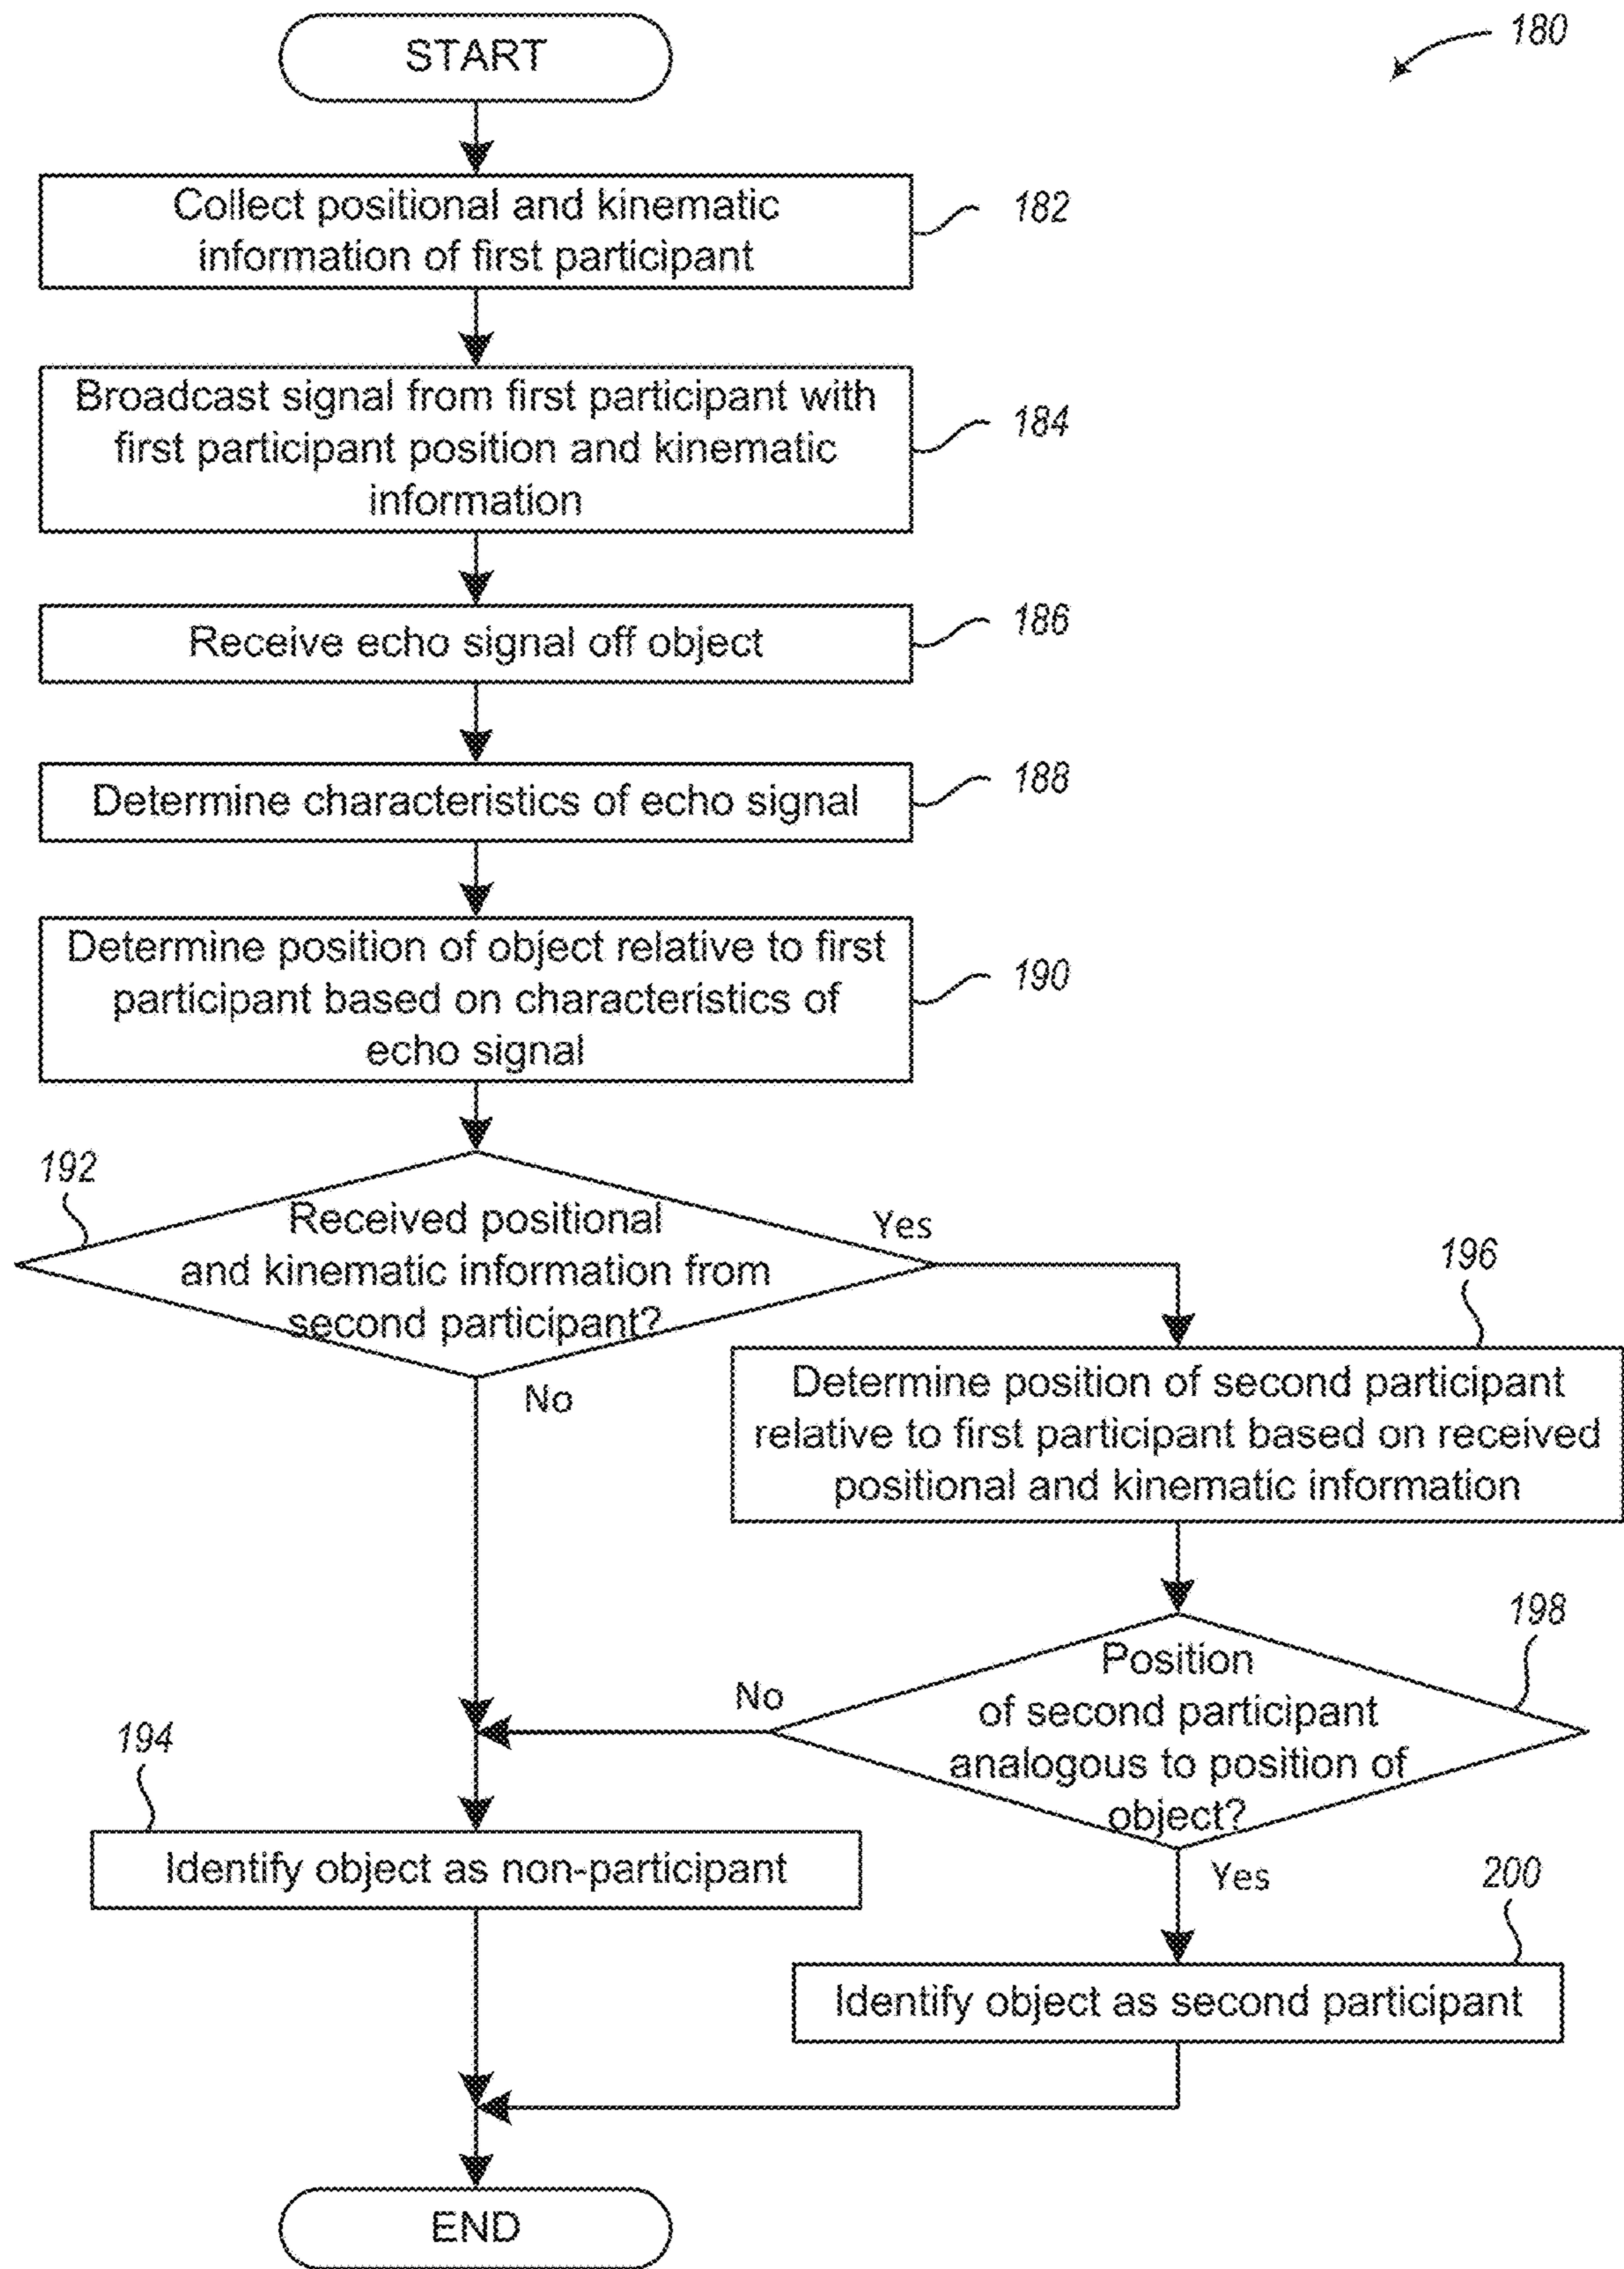 180
START
Collect positional and kinematic
information of first participant
182
Broadcast signal from first participant with
first participant position and kinematic
information
184
Receive echo signal off object
186
Determine characteristics of echo signal
188
Determine position of object relative to first
participant based on characteristics of
echo signal
190
192
Received positional
and kinematic information from
second participant?
Yes
No
196
Determine position of second participant
relative to first participant based on received
positional and kinematic information
198
Position
of second participant
analogous to position of
object?
No
Yes
194
Identify object as non-participant
200
Identify object as second participant
END